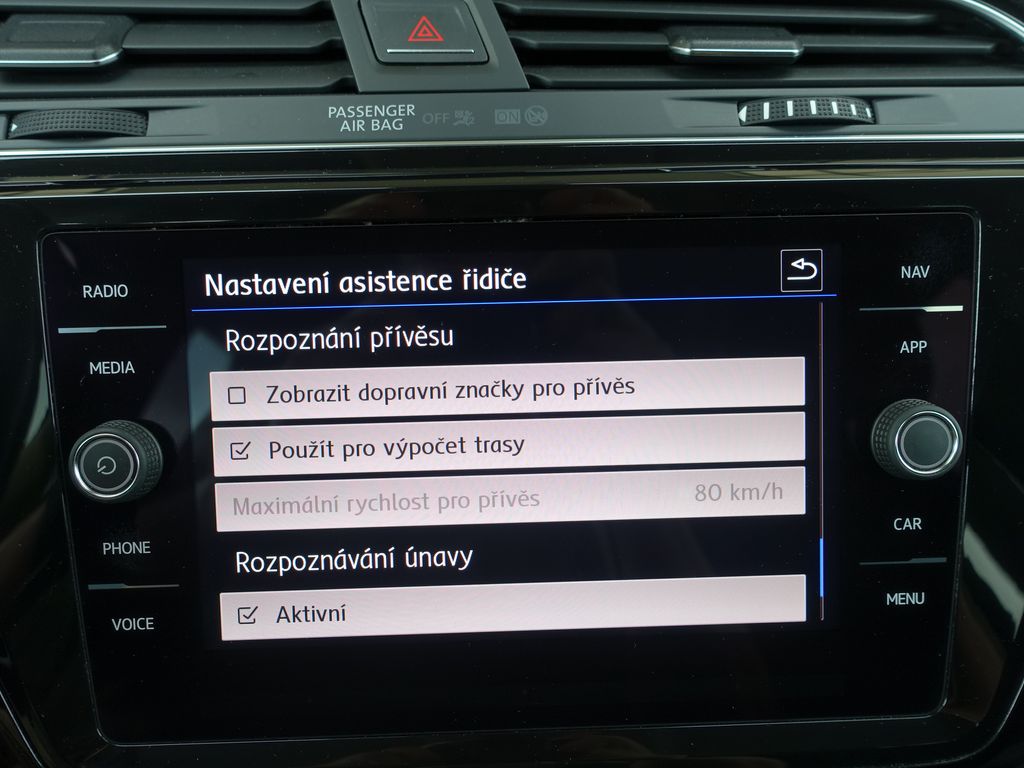 PASSENGER
AIR BAG
OFF
ON
RADIO
MEDIA
PHONE
VOICE
Nastavení asistence řidiče
Rozpoznání přívěsu
Zobrazit dopravní značky pro přívěs
Použít pro výpočet trasy
Maximální rychlost pro přívěs 80 km/h
Rozpoznávání únavy
Aktivní
NAV
APP
CAR
MENU